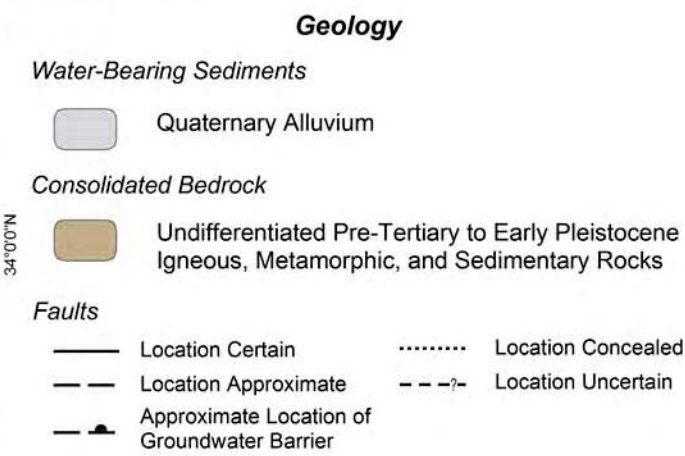 Geology
Water-Bearing Sediments
Quaternary Alluvium
Consolidated Bedrock
34°0'0"N
Undifferentiated Pre-Tertiary to Early Pleistocene
Igneous, Metamorphic, and Sedimentary Rocks
Faults
Location Certain
Location Concealed
Location Approximate
?
Location Uncertain
Approximate Location of
Groundwater Barrier